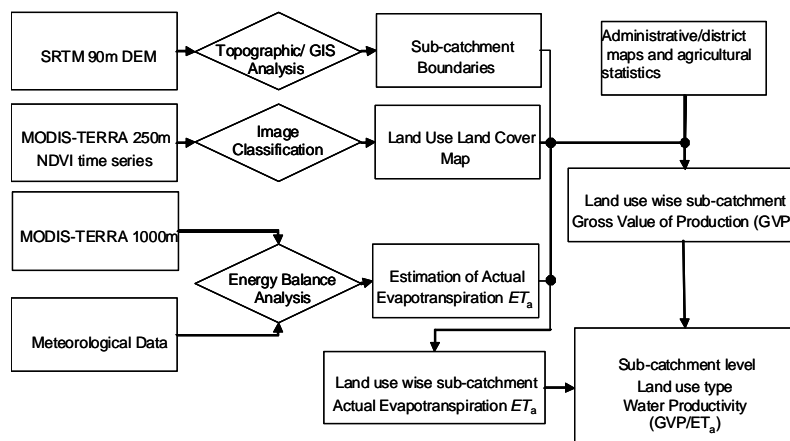 SRTM 90m DEM
Topographic/ GIS
Analysis
Sub-catchment
Boundaries
Administrative/district
maps and agricultural
statistics
MODIS-TERRA 250m
NDVI time series
Image
Classification
Land Use Land Cover
Map
Land use wise sub-catchment
Gross Value of Production (GVP
MODIS-TERRA 1000m
Energy Balance
Analysis
Estimation of Actual
Evapotranspiration ETa
Meteorological Data
Land use wise sub-catchment
Actual Evapotranspiration ETa
Sub-catchment level
Land use type
Water Productivity
(GVP/ETa)